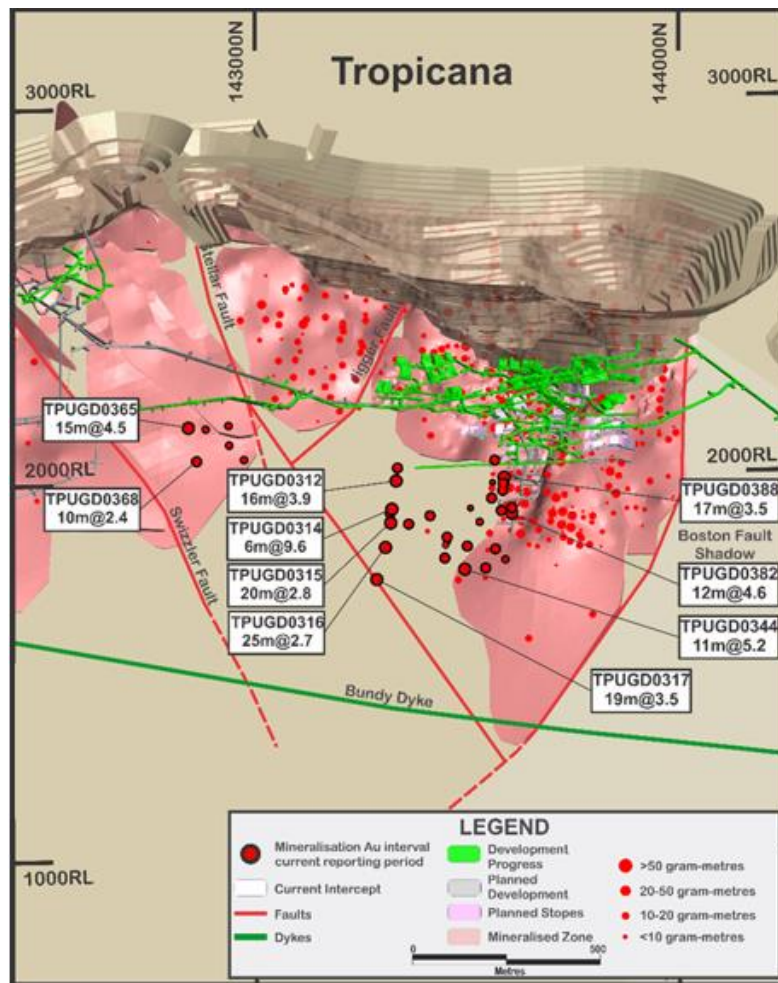 143000N
144000N
Tropicana
3000RL
3000RL
Stellar Fault
Jigger Fault
TPUGD0365
15m@4.5
2000RL
2000RL
TPUGD0312
16m@3.9
TPUGD0388
17m@3.5
TPUGD0368
10m@2.4
TPUGD0314
6m@9.6
Swizzler Fault
Boston Fault
Shadow
TPUGD0315
20m@2.8
TPUGD0382
12m@4.6
TPUGD0316
25m@2.7
TPUGD0344
11m@5.2
TPUGD0317
19m@3.5
Bundy Dyke
1000RL
LEGEND
Mineralisation Au interval
current reporting period
Current Intercept
Faults
Dykes
Development
Progress
Planned
Development
Planned Stopes
Mineralised Zone
>50 gram-metres
20-50 gram-metres
10-20 gram-metres
<10 gram-metres
0
500
Metres